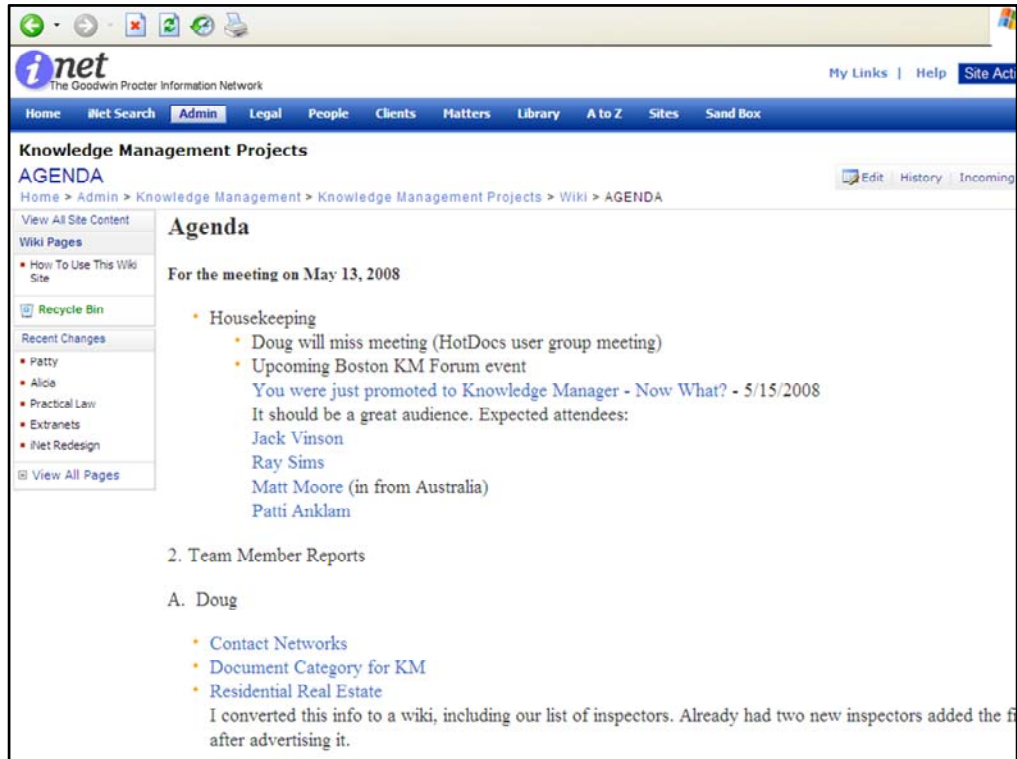 inet
The Goodwin Procter Information Network
My Links | Help Site Acti
Home iNet Search Admin Legal People Clients Matters Library A to Z Sites Sand Box
Knowledge Management Projects
AGENDA
Edit History Incoming
Home > Admin > Knowledge Management > Knowledge Management Projects > Wiki > AGENDA
View All Site Content
Wiki Pages
How To Use This Wiki
Site
Recycle Bin
Recent Changes
Patty
Alicia
Practical Law
Extranets
iNet Redesign
View All Pages
Agenda
For the meeting on May 13, 2008
Housekeeping
Doug will miss meeting (HotDocs user group meeting)
Upcoming Boston KM Forum event
You were just promoted to Knowledge Manager - Now What? - 5/15/2008
It should be a great audience. Expected attendees:
Jack Vinson
Ray Sims
Matt Moore (in from Australia)
Patti Anklam
2. Team Member Reports
A. Doug
Contact Networks
Document Category for KM
Residential Real Estate
I converted this info to a wiki, including our list of inspectors. Already had two new inspectors added the fi
after advertising it.